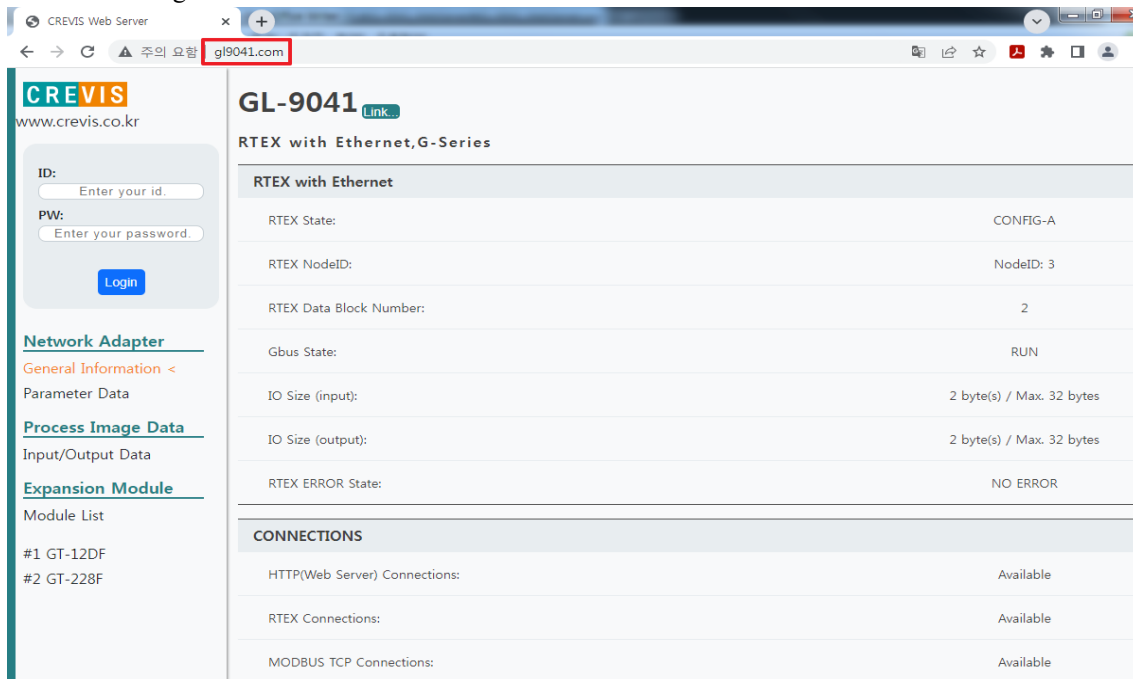 CREVIS Web Server
주의 요함
gl9041.com
CREVIS
www.crevis.co.kr
ID:
Enter your id.
PW:
Enter your password.
Login
Network Adapter
General Information <
Parameter Data
Process Image Data
Input/Output Data
Expansion Module
Module List
#1 GT-12DF
#2 GT-228F
GL-9041 Link...
RTEX with Ethernet,G-Series
RTEX with Ethernet
RTEX State: CONFIG-A
RTEX NodeID: NodeID: 3
RTEX Data Block Number: 2
Gbus State: RUN
IO Size (input): 2 byte(s) / Max. 32 bytes
IO Size (output): 2 byte(s) / Max. 32 bytes
RTEX ERROR State: NO ERROR
CONNECTIONS
HTTP(Web Server) Connections: Available
RTEX Connections: Available
MODBUS TCP Connections: Available